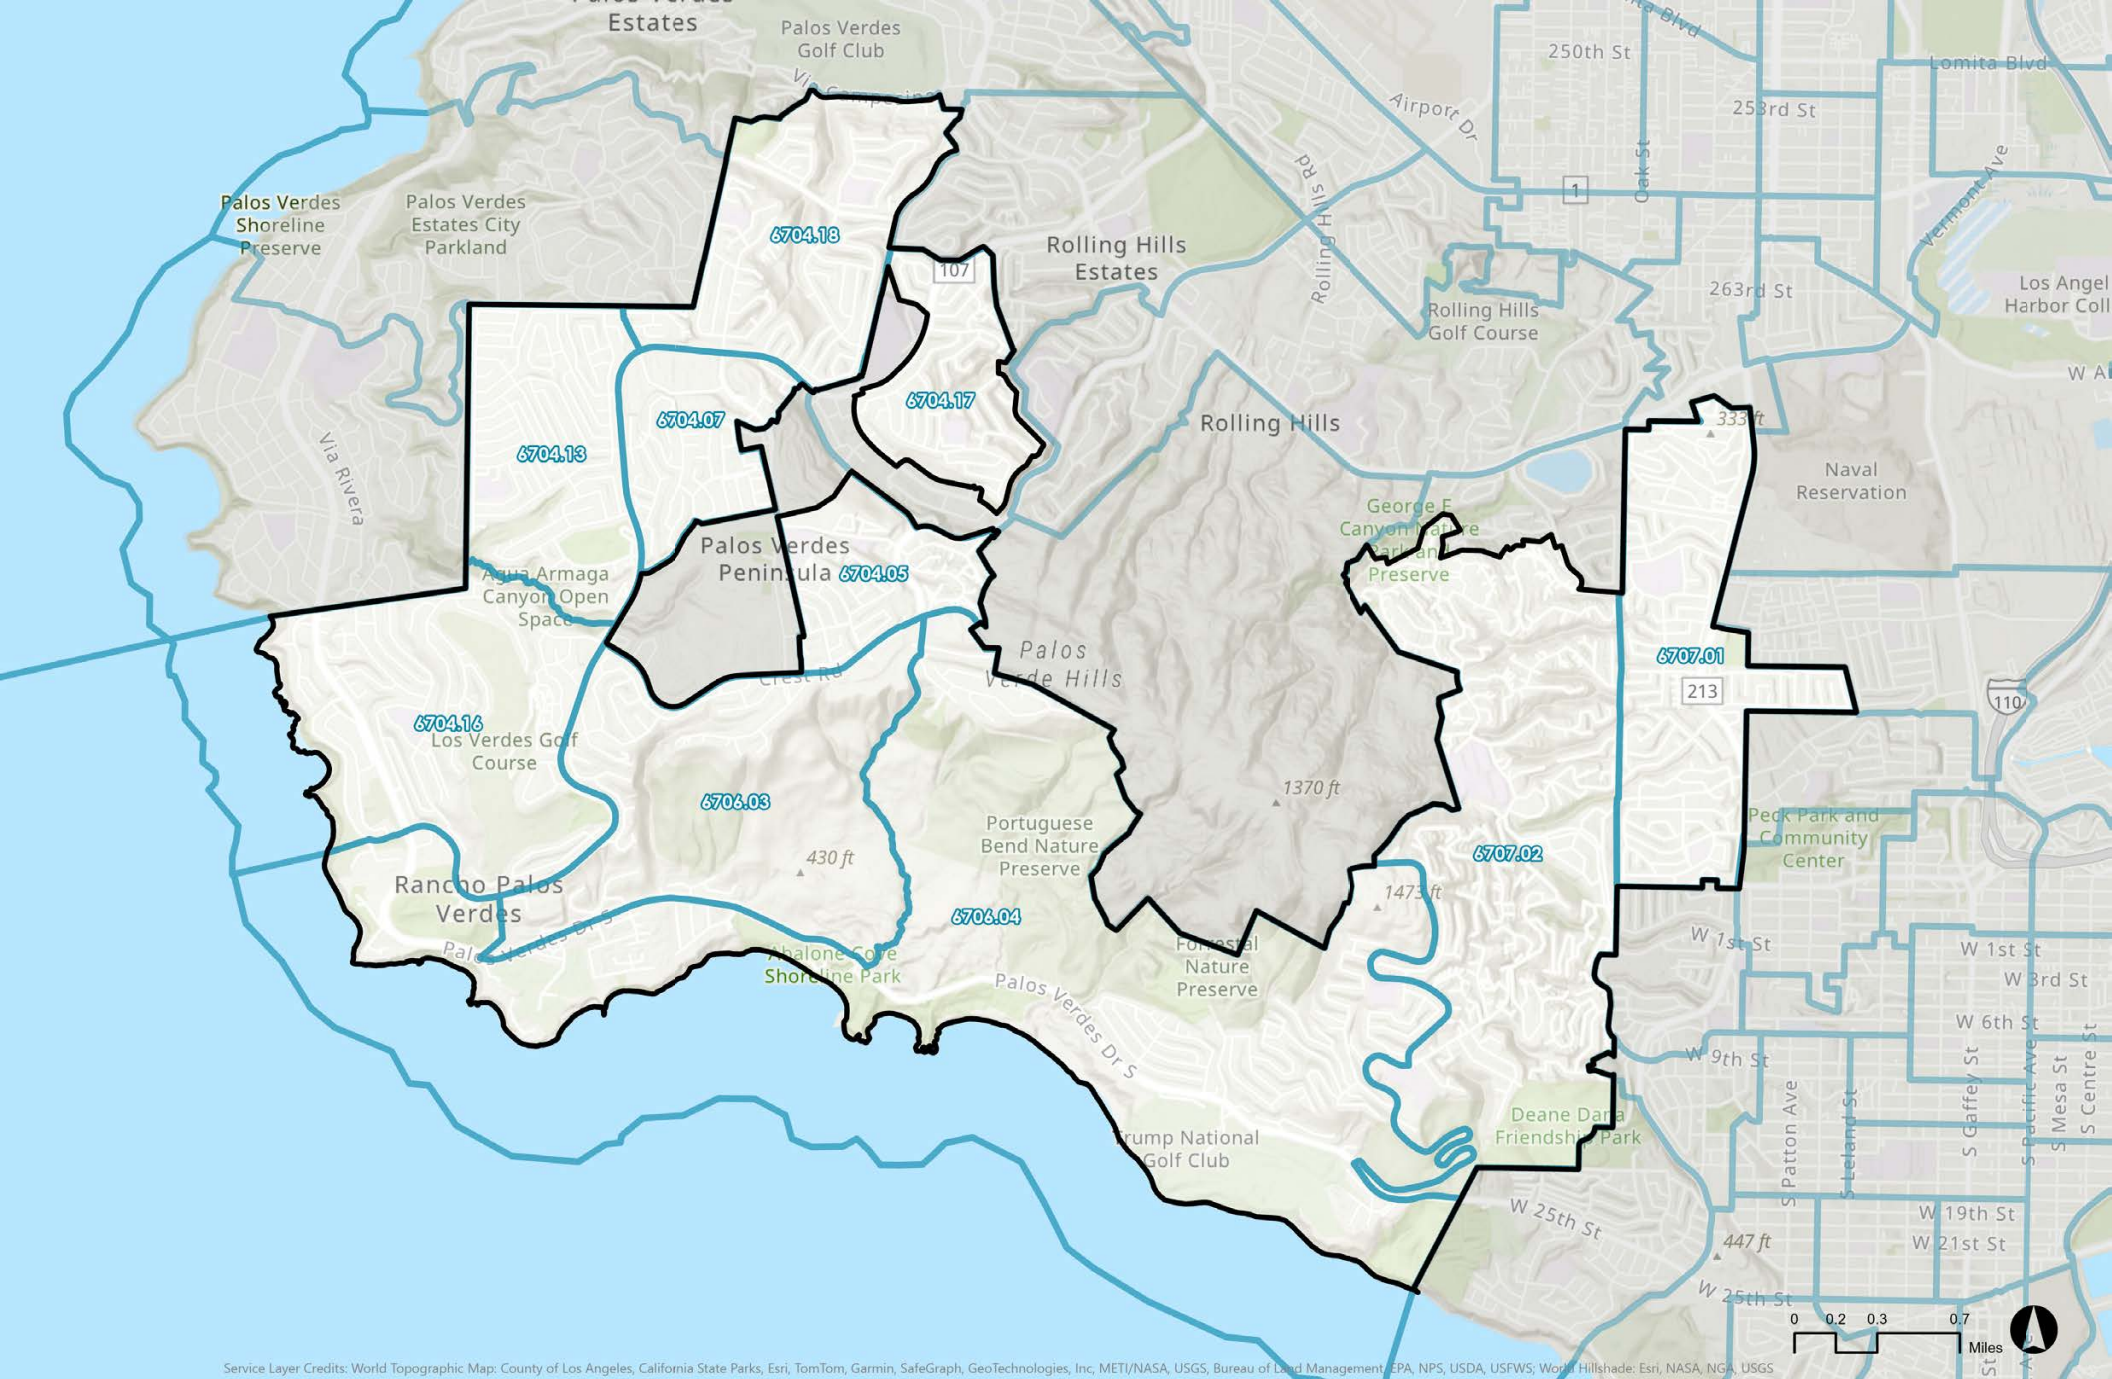 Estates
Palos Verdes
Golf Club
Via Campesina
250th St
Lomita Blvd
253rd St
Airport Dr
Oak St
1
Vermont Ave
Rolling Hills Rd
Palos Verdes
Shoreline
Preserve
Palos Verdes
Estates City
Parkland
6704.18
107
Rolling Hills
Estates
263rd St
Los Angel
Harbor Coll
Rolling Hills
Golf Course
W A
6704.17
6704.07
6704.13
Rolling Hills
333 ft
Via Rivera
Naval
Reservation
George F
Canyon Nature
Park and
Preserve
Palos Verdes
Peninsula
6704.05
Agua Armaga
Canyon Open
Space
Palos
Verde Hills
Crest Rd
6707.01
213
110
6704.16
Los Verdes Golf
Course
6706.03
1370 ft
Portuguese
Bend Nature
Preserve
430 ft
6707.02
Peck Park and
Community
Center
Rancho Palos
Verdes
1473 ft
6706.04
Palos Verdes Dr S
Abalone Cove
Shoreline Park
Forrestal
Nature
Preserve
Palos Verdes Dr S
W 1st St
W 1st St
W 3rd St
W 6th St
W 9th St
S Patton Ave
S Leland St
S Gaffey St
S Pacific Ave
S Mesa St
S Centre St
Deane Dana
Friendship Park
Trump National
Golf Club
W 25th St
W 19th St
W 21st St
447 ft
W 25th St
0 0.2 0.3 0.7
Miles
Service Layer Credits: World Topographic Map: County of Los Angeles, California State Parks, Esri, TomTom, Garmin, SafeGraph, GeoTechnologies, Inc, METI/NASA, USGS, Bureau of Land Management, EPA, NPS, USDA, USFWS; World Hillshade: Esri, NASA, NGA, USGS